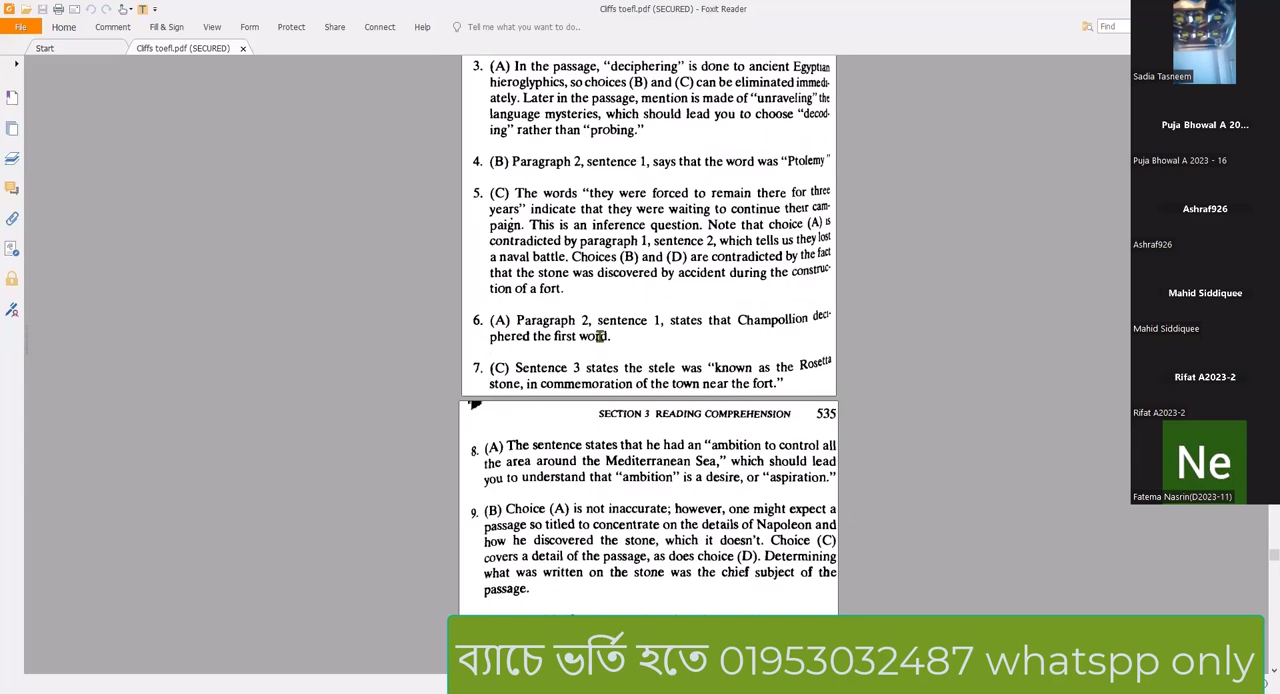 Cliffs toefl.pdf (SECURED) - Foxit Reader
File Home Comment Fill & Sign View Form Protect Share Connect Help Tell me what you want to do.. Find
Start Cliffs toefl.pdf (SECURED)
3. (A) In the passage, “deciphering” is done to ancient Egyptian
hieroglyphics, so choices (B) and (C) can be eliminated immedi-
ately. Later in the passage, mention is made of “unraveling” the
language mysteries, which should lead you to choose “decod-
ing” rather than “probing.”
4. (B) Paragraph 2, sentence 1, says that the word was “Ptolemy”
5. (C) The words “they were forced to remain there for three
years” indicate that they were waiting to continue their cam-
paign. This is an inference question. Note that choice (A) is
contradicted by paragraph 1, sentence 2, which tells us they lost
a naval battle. Choices (B) and (D) are contradicted by the fact
that the stone was discovered by accident during the construc-
tion of a fort.
6. (A) Paragraph 2, sentence 1, states that Champollion deci-
phered the first word.
7. (C) Sentence 3 states the stele was “known as the Rosetta
stone, in commemoration of the town near the fort.”
SECTION 3 READING COMPREHENSION 535
8. (A) The sentence states that he had an “ambition to control all
the area around the Mediterranean Sea,” which should lead
you to understand that “ambition” is a desire, or “aspiration.”
9. (B) Choice (A) is not inaccurate; however, one might expect a
passage so titled to concentrate on the details of Napoleon and
how he discovered the stone, which it doesn't. Choice (C)
covers a detail of the passage, as does choice (D). Determining
what was written on the stone was the chief subject of the
passage.
Sadia Tasneem
Puja Bhowal A 20...
Puja Bhowal A 2023 - 16
Ashraf926
Ashraf926
Mahid Siddiquee
Mahid Siddiquee
Rifat A2023-2
Rifat A2023-2
Ne
Fatema Nasrin(D2023-11)
ব্যাচে ভর্তি হতে 01953032487 whatspp only